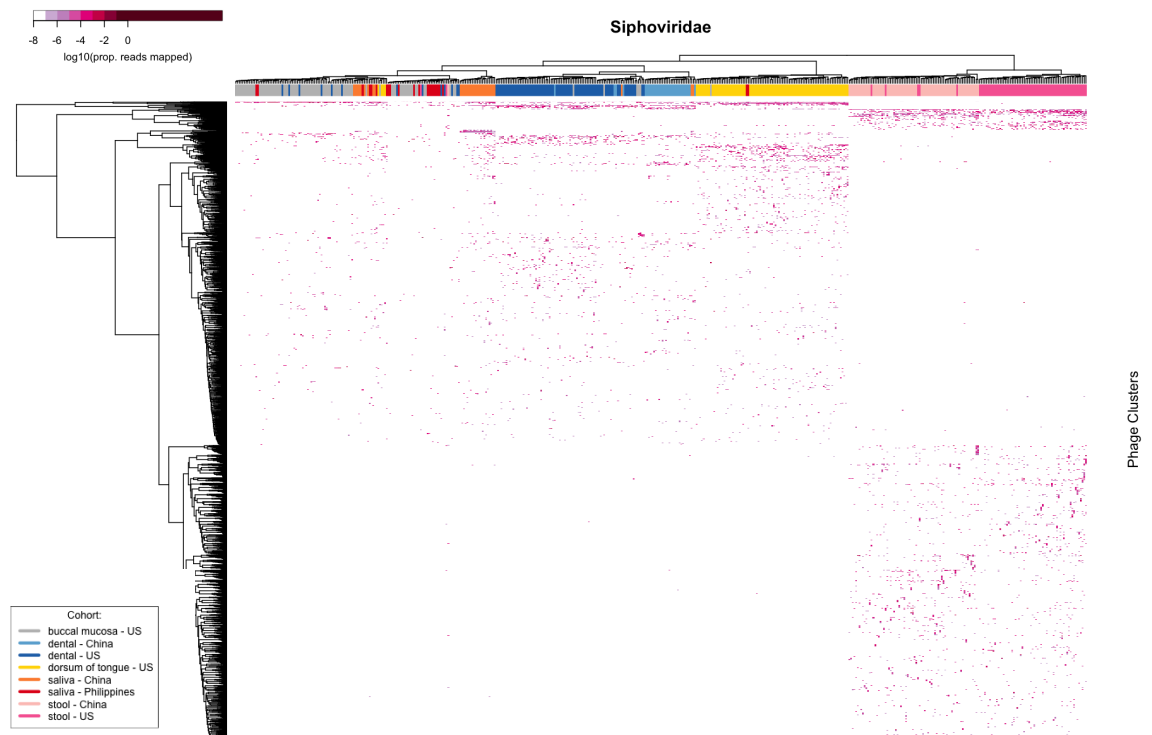 Siphoviridae
-8 -6 -4 -2 0
log10(prop. reads mapped)
Phage Clusters
Cohort:
buccal mucosa - US
dental - China
dental - US
dorsum of tongue - US
saliva - China
saliva - Philippines
stool - China
stool - US